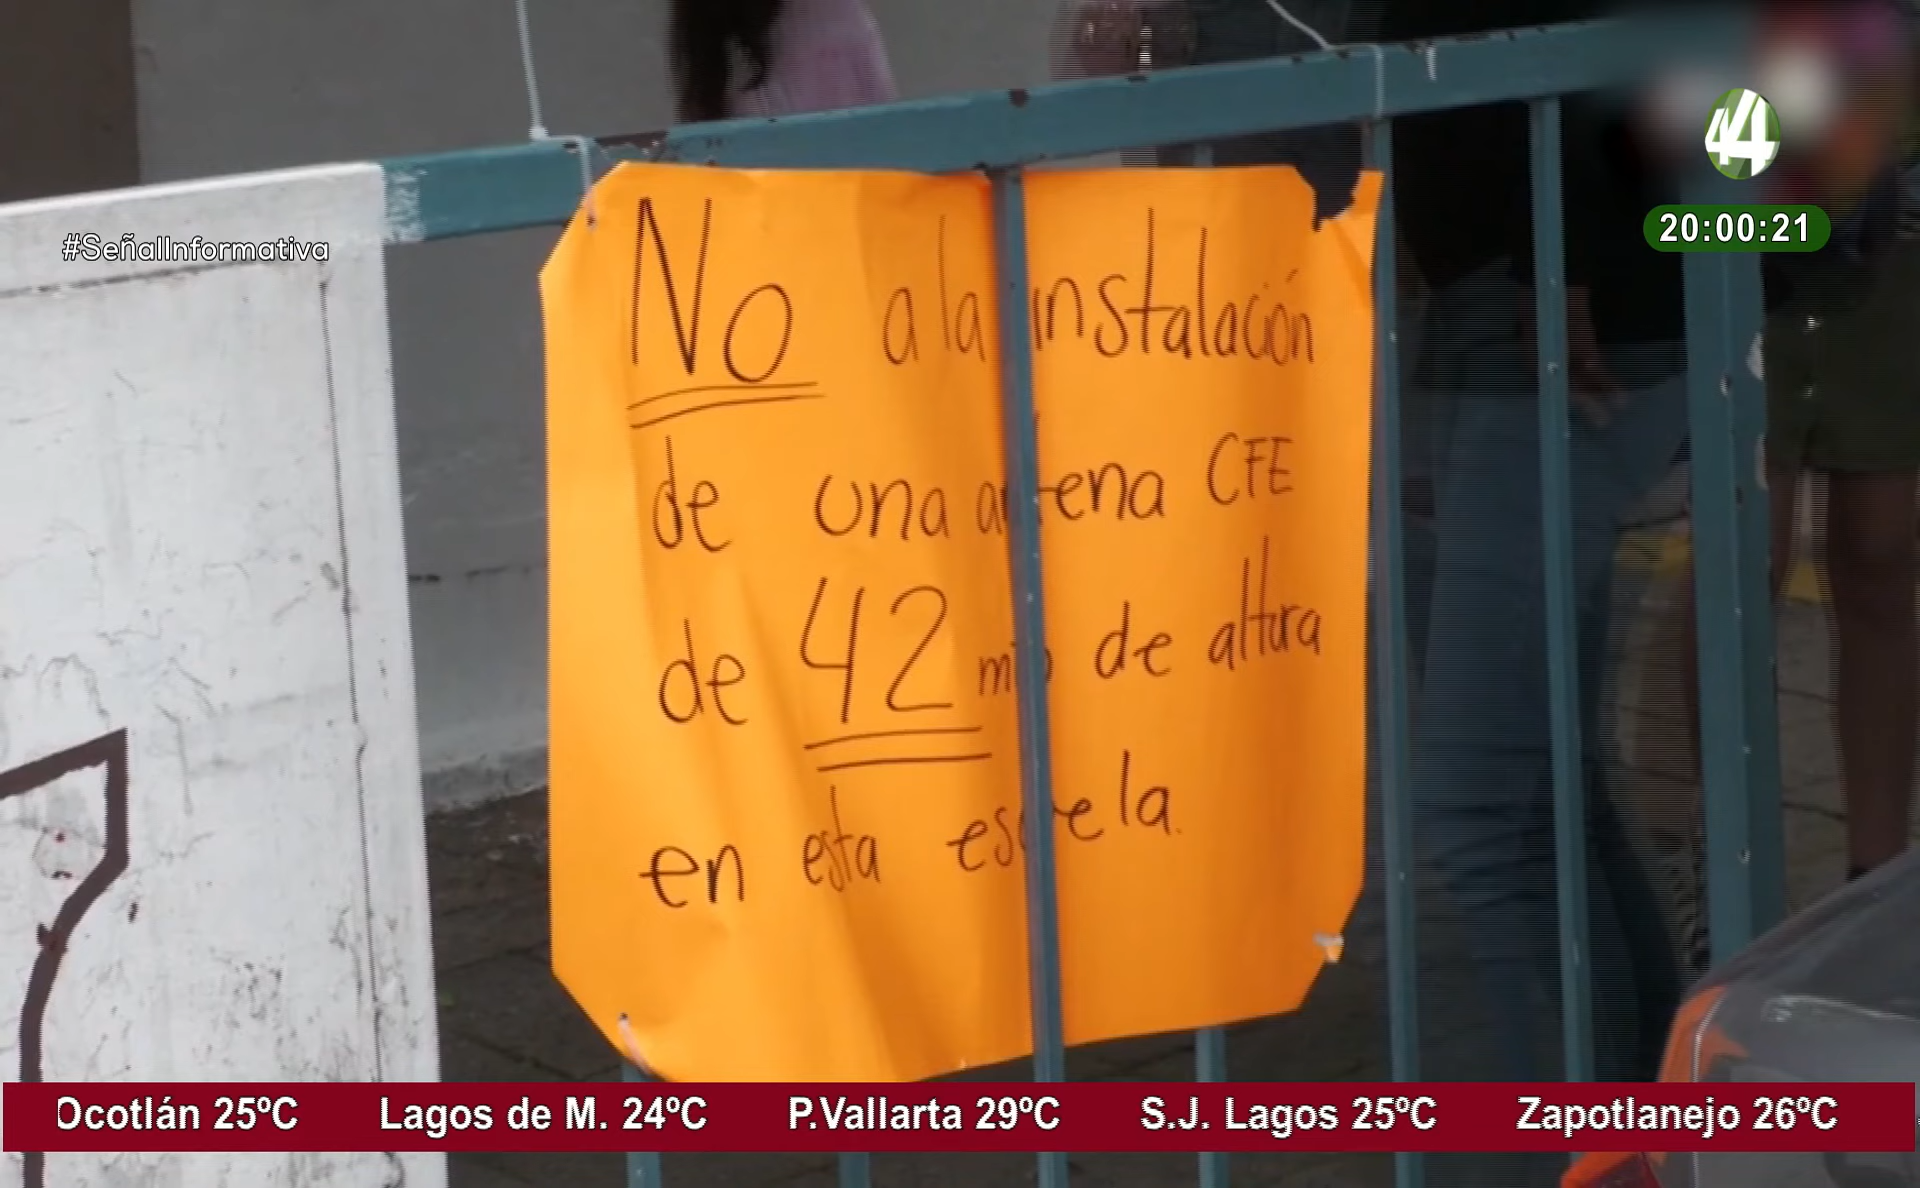 44
#SeñalInformativa
20:00:21
No a la instalación
de una antena CFE
de 42 mts de altura
en esta escuela.
Ocotlán 25ºC Lagos de M. 24ºC P.Vallarta 29ºC S.J. Lagos 25ºC Zapotlanejo 26ºC